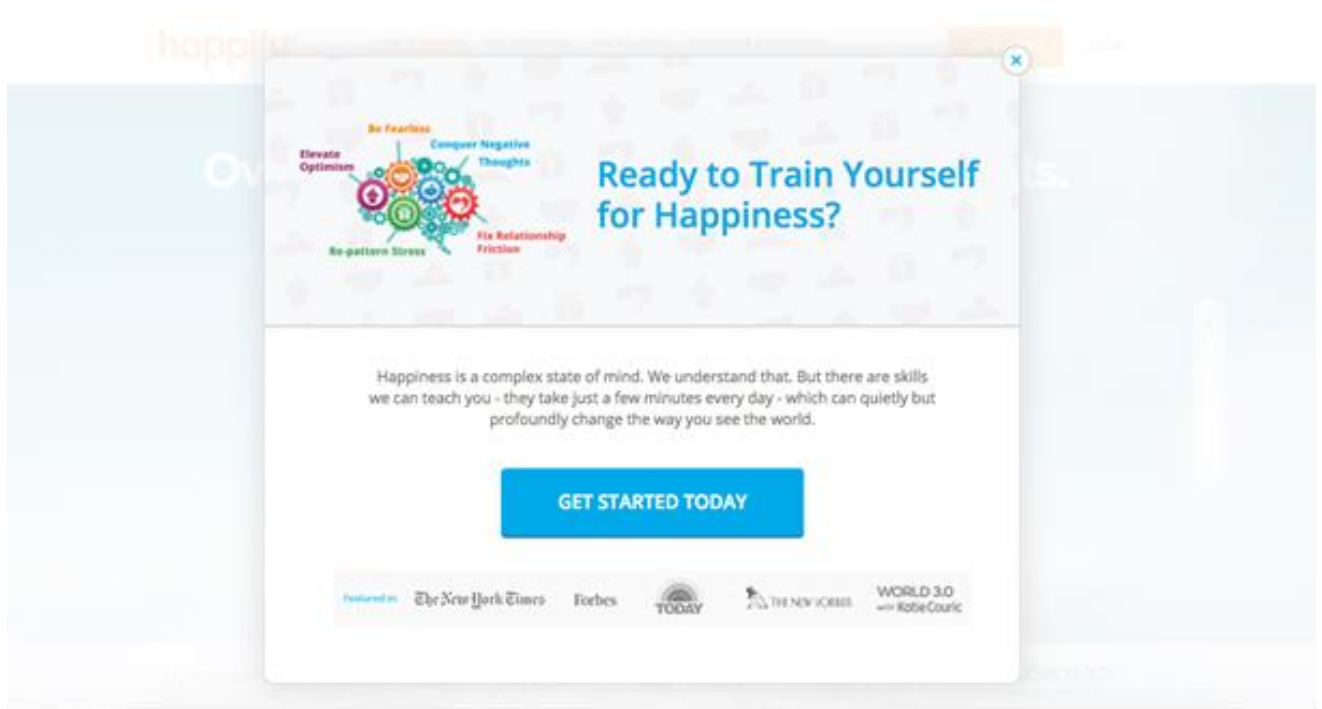 happify
Be Fearless
Conquer Negative
Thoughts
Elevate
Optimism
Ready to Train Yourself
for Happiness?
Fix Relationship
Friction
Re-pattern Stress
Happiness is a complex state of mind. We understand that. But there are skills
we can teach you - they take just a few minutes every day - which can quietly but
profoundly change the way you see the world.
GET STARTED TODAY
Featured in The New York Times Forbes TODAY THE NEW YORKER WORLD 3.0
with Katie Couric